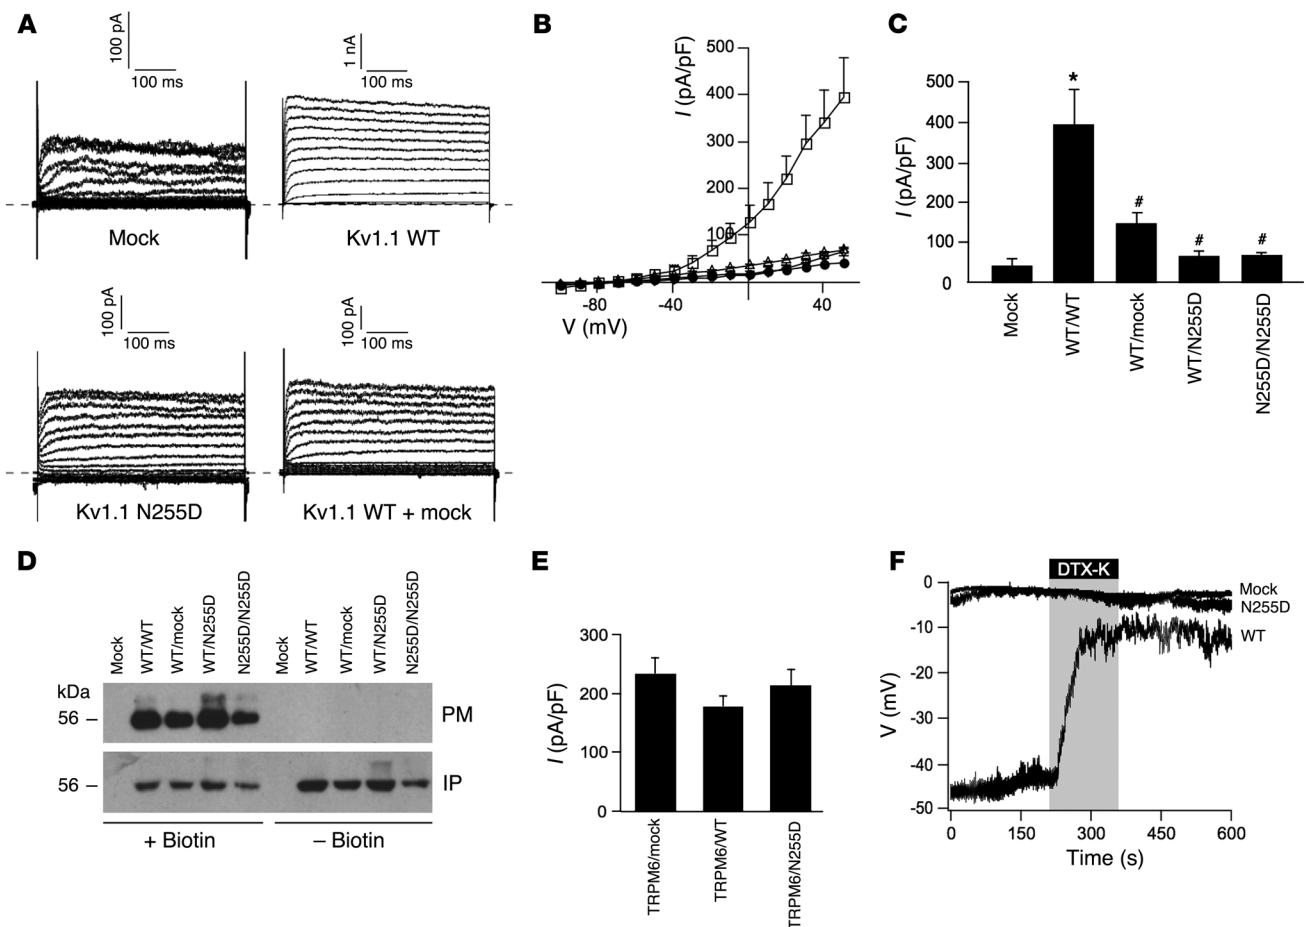 A
100 pA
100 ms
Mock
1 nA
100 ms
Kv1.1 WT
100 pA
100 ms
Kv1.1 N255D
100 pA
100 ms
Kv1.1 WT + mock
B
I (pA/pF)
500
400
300
200
100
-80
-40
40
V (mV)
C
I (pA/pF)
500
400
300
200
100
0
*
#
#
#
Mock
WT/WT
WT/mock
WT/N255D
N255D/N255D
D
Mock
WT/WT
WT/mock
WT/N255D
N255D/N255D
Mock
WT/WT
WT/mock
WT/N255D
N255D/N255D
kDa
56 –
PM
56 –
IP
+ Biotin
– Biotin
E
I (pA/pF)
300
200
100
0
TRPM6/mock
TRPM6/WT
TRPM6/N255D
F
DTX-K
V (mV)
0
-10
-20
-30
-40
-50
Mock
N255D
WT
0
150
300
450
600
Time (s)